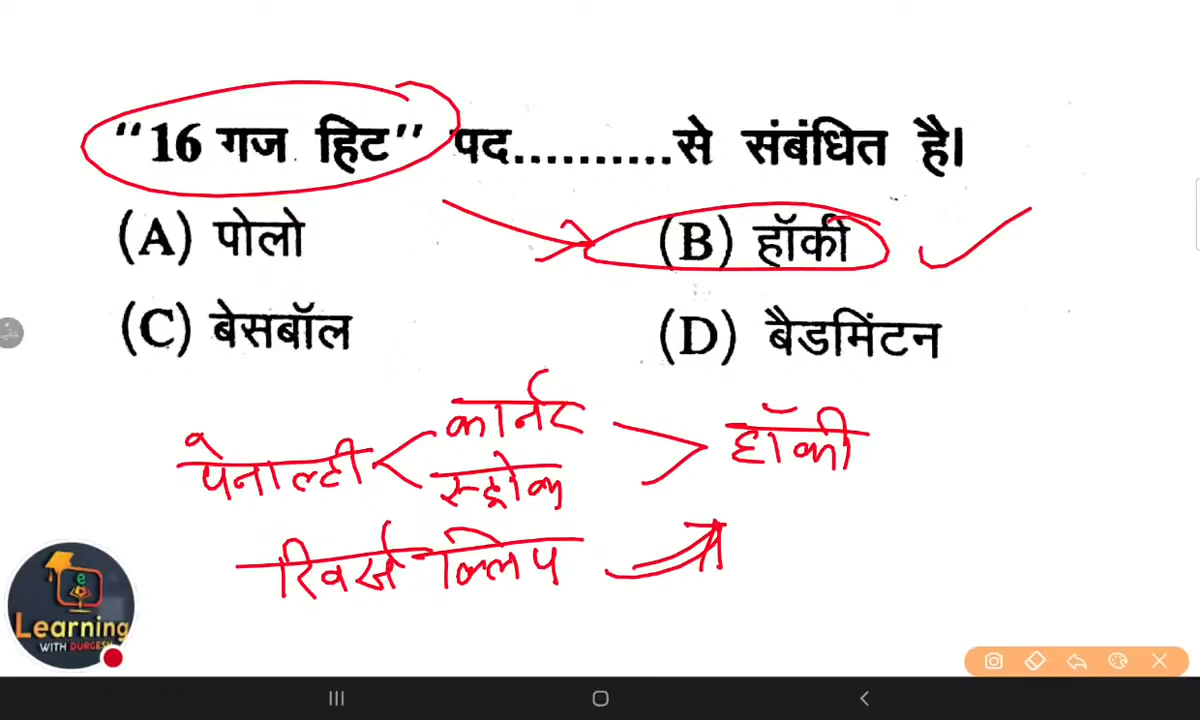 "16 गज हिट" पद..........से संबंधित है।
(A) पोलो (B) हॉकी
(C) बेसबॉल (D) बैडमिंटन
पेनाल्टी कार्नर हॉकी
स्ट्रोक
रिवर्स क्लिप
e
Learning
WITH DURGESH